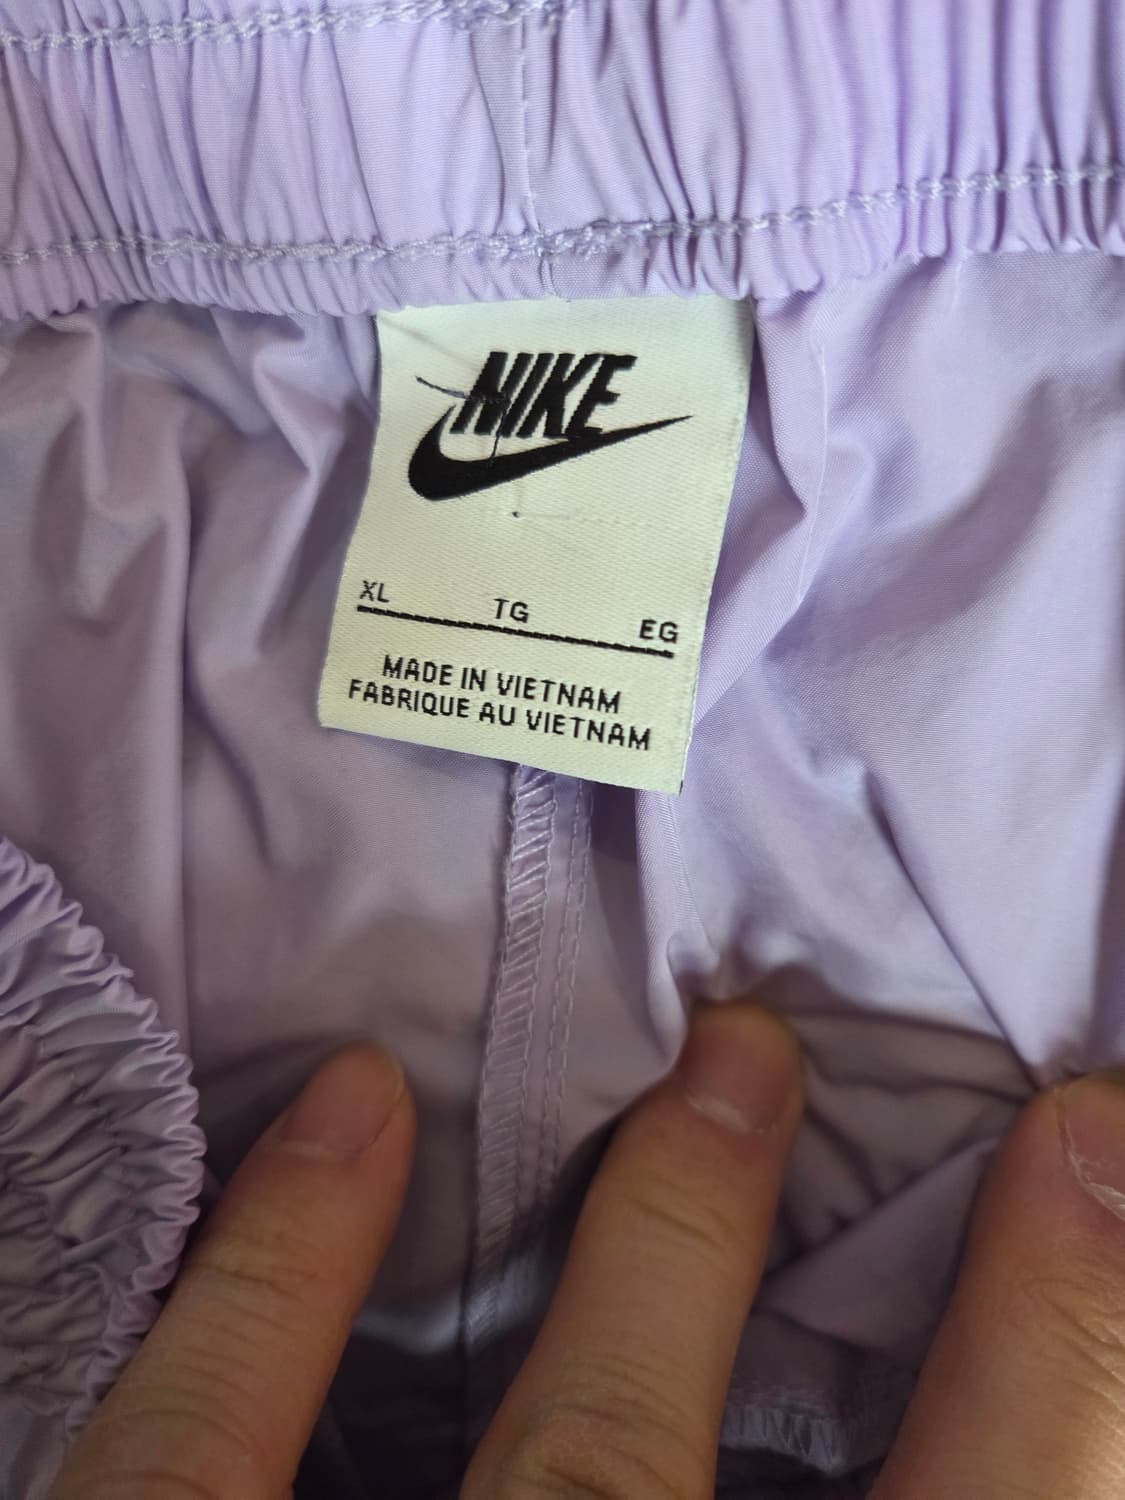 NIKE
XL TG EG
MADE IN VIETNAM
FABRIQUE AU VIETNAM